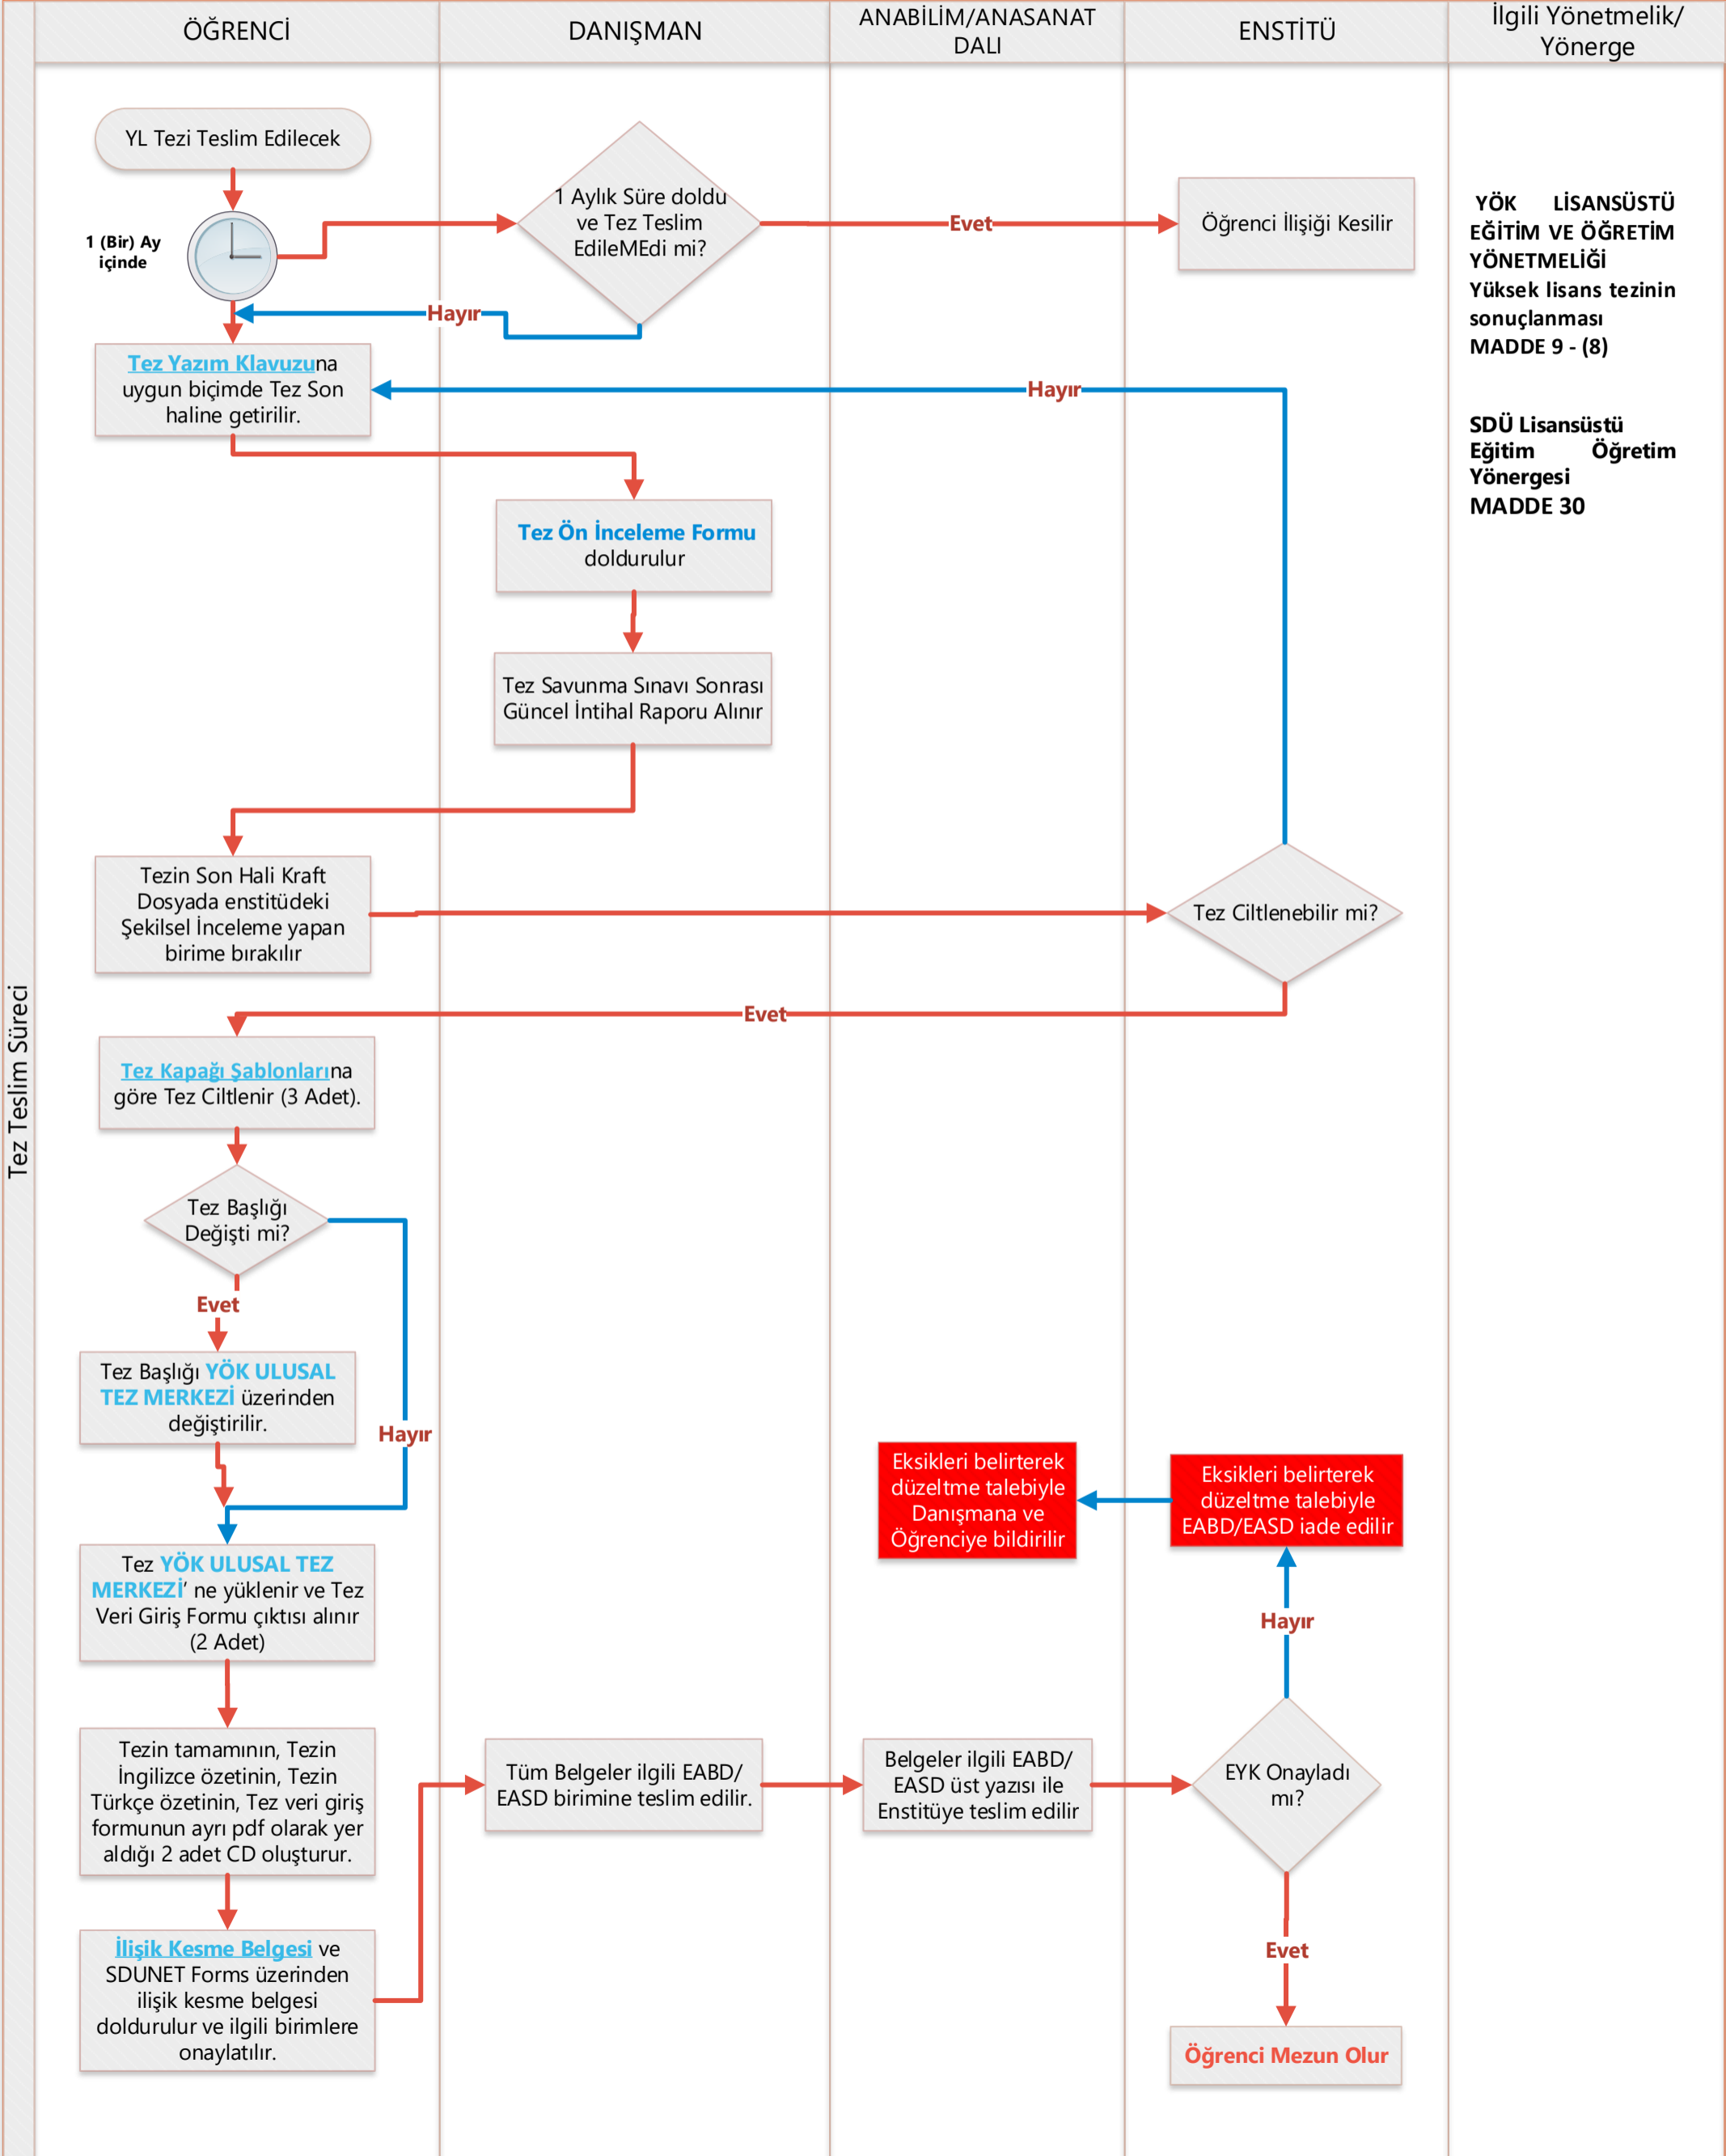 ÖĞRENCİ
DANIŞMAN
ANABİLİM/ANASANAT
DALI
ENSTİTÜ
İlgili Yönetmelik/
Yönerge
Tez Teslim Süreci
YL Tezi Teslim Edilecek
1 (Bir) Ay
içinde
1 Aylık Süre doldu
ve Tez Teslim
EdileMEdi mi?
Evet
Öğrenci İlişiği Kesilir
Hayır
YÖK LİSANSÜSTÜ
EĞİTİM VE ÖĞRETİM
YÖNETMELİĞİ
Yüksek lisans tezinin
sonuçlanması
MADDE 9 - (8)
SDÜ Lisansüstü
Eğitim Öğretim
Yönergesi
MADDE 30
Tez Yazım Klavuzuna
uygun biçimde Tez Son
haline getirilir.
Hayır
Tez Ön İnceleme Formu
doldurulur
Tez Savunma Sınavı Sonrası
Güncel İntihal Raporu Alınır
Tezin Son Hali Kraft
Dosyada enstitüdeki
Şekilsel İnceleme yapan
birime bırakılır
Tez Ciltlenebilir mi?
Evet
Tez Kapağı Şablonlarına
göre Tez Ciltlenir (3 Adet).
Tez Başlığı
Değişti mi?
Evet
Tez Başlığı YÖK ULUSAL
TEZ MERKEZİ üzerinden
değiştirilir.
Hayır
Tez YÖK ULUSAL TEZ
MERKEZİ’ ne yüklenir ve Tez
Veri Giriş Formu çıktısı alınır
(2 Adet)
Eksikleri belirterek
düzeltme talebiyle
Danışmana ve
Öğrenciye bildirilir
Eksikleri belirterek
düzeltme talebiyle
EABD/EASD iade edilir
Hayır
Tezin tamamının, Tezin
İngilizce özetinin, Tezin
Türkçe özetinin, Tez veri giriş
formunun ayrı pdf olarak yer
aldığı 2 adet CD oluşturur.
Tüm Belgeler ilgili EABD/
EASD birimine teslim edilir.
Belgeler ilgili EABD/
EASD üst yazısı ile
Enstitüye teslim edilir
EYK Onayladı
mı?
Evet
İlişik Kesme Belgesi ve
SDUNET Forms üzerinden
ilişik kesme belgesi
doldurulur ve ilgili birimlere
onaylatılır.
Öğrenci Mezun Olur